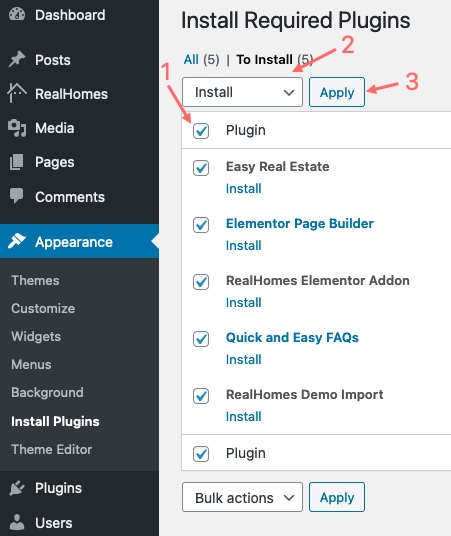 Dashboard
Posts
RealHomes
Media
Pages
Comments
Appearance
Themes
Customize
Widgets
Menus
Background
Install Plugins
Theme Editor
Plugins
Users
Install Required Plugins
All (5) | To Install (5)
1
2
3
Install
Apply
Plugin
Easy Real Estate
Install
Elementor Page Builder
Install
RealHomes Elementor Addon
Install
Quick and Easy FAQs
Install
RealHomes Demo Import
Install
Plugin
Bulk actions
Apply